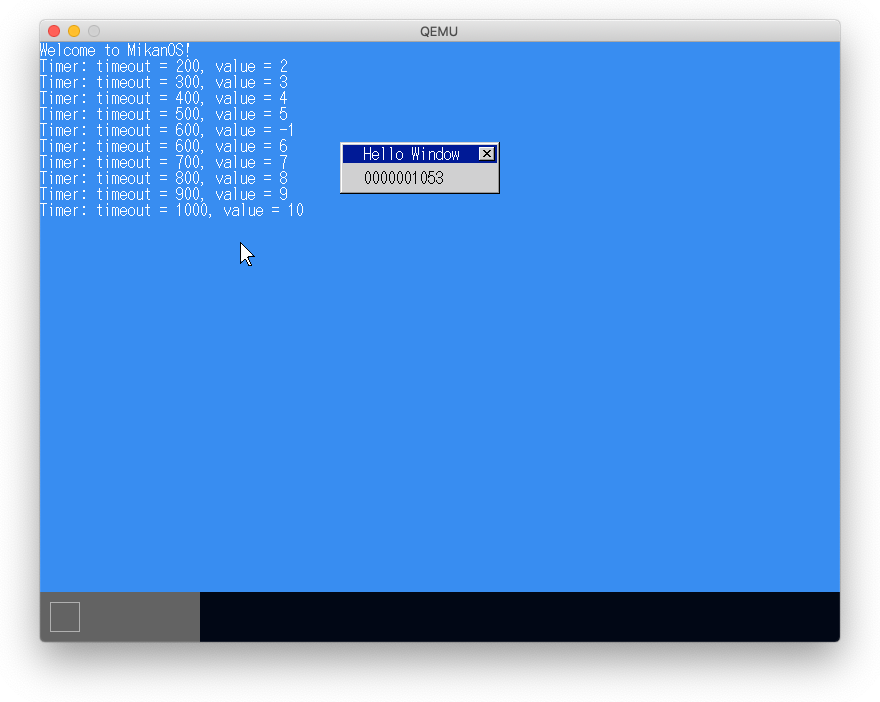 QEMU
Welcome to MikanOS!
Timer: timeout = 200, value = 2
Timer: timeout = 300, value = 3
Timer: timeout = 400, value = 4
Timer: timeout = 500, value = 5
Timer: timeout = 600, value = -1
Timer: timeout = 600, value = 6
Timer: timeout = 700, value = 7
Timer: timeout = 800, value = 8
Timer: timeout = 900, value = 9
Timer: timeout = 1000, value = 10
Hello Window
0000001053